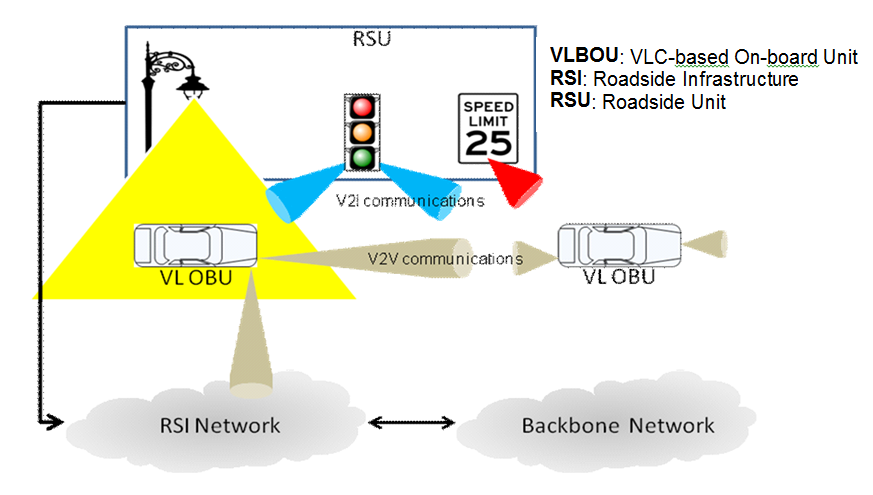 RSU
VLBOU: VLC-based On-board Unit
RSI: Roadside Infrastructure
RSU: Roadside Unit
SPEED
LIMIT
25
V2i communications
V2V communications
VL OBU
VL OBU
RSI Network
Backbone Network